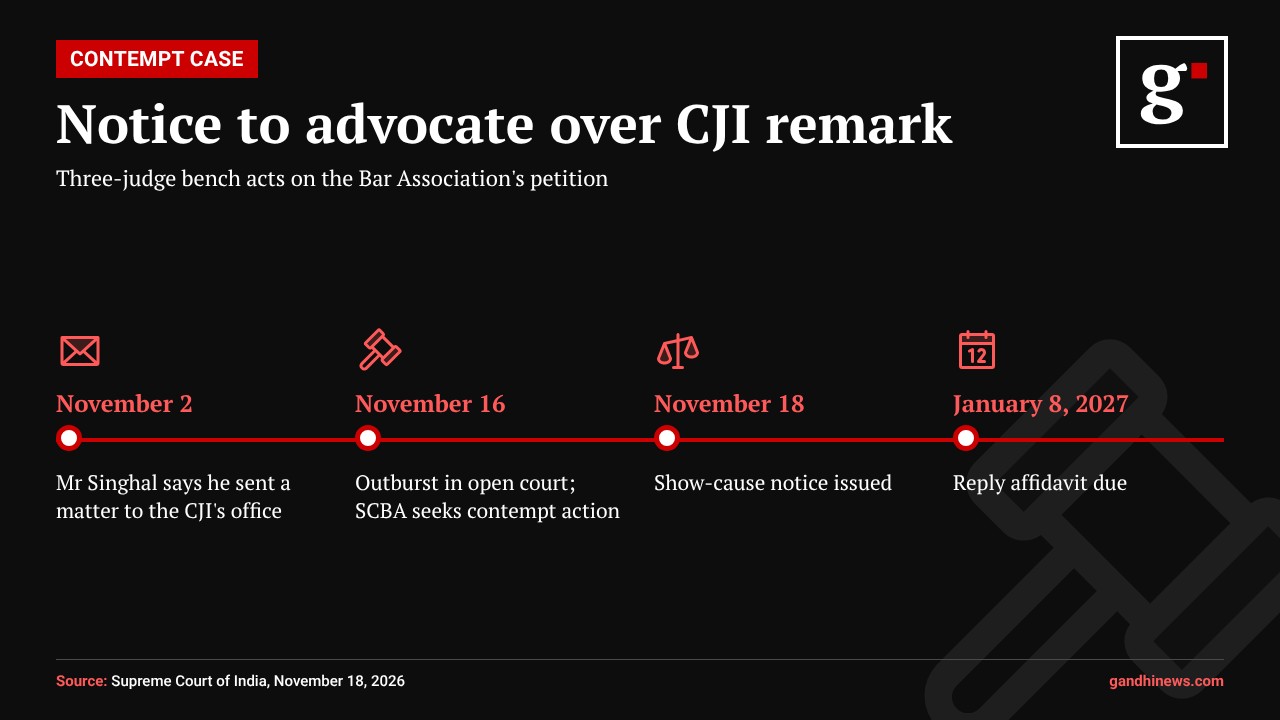 CONTEMPT CASE
g
Notice to advocate over CJI remark
Three-judge bench acts on the Bar Association's petition
12
November 2
November 16
November 18
January 8, 2027
Mr Singhal says he sent a
matter to the CJI's office
Outburst in open court;
SCBA seeks contempt action
Show-cause notice issued
Reply affidavit due
Source: Supreme Court of India, November 18, 2026
gandhinews.com